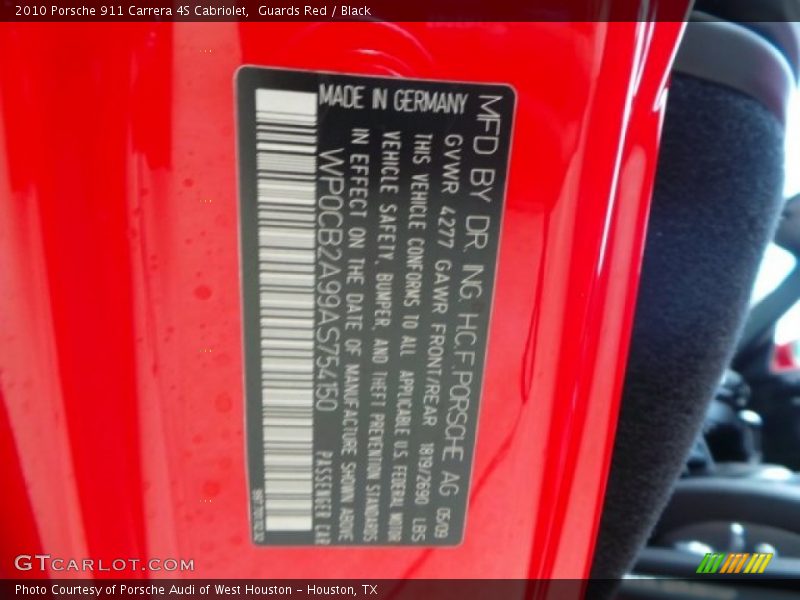 2010 Porsche 911 Carrera 4S Cabriolet,  Guards Red / Black
MFD BY DR. ING. H.C.F. PORSCHE AG 05/09
GVWR 4277 GAWR FRONT/REAR 1819/2690 LBS
THIS VEHICLE CONFORMS TO ALL APPLICABLE U.S. FEDERAL MOTOR
VEHICLE SAFETY, BUMPER, AND THEFT PREVENTION STANDARDS
IN EFFECT ON THE DATE OF MANUFACTURE SHOWN ABOVE
WP0CB2A99AS754150 PASSENGER CAR
MADE IN GERMANY
GTCARLOT.COM
Photo Courtesy of Porsche Audi of West Houston – Houston, TX